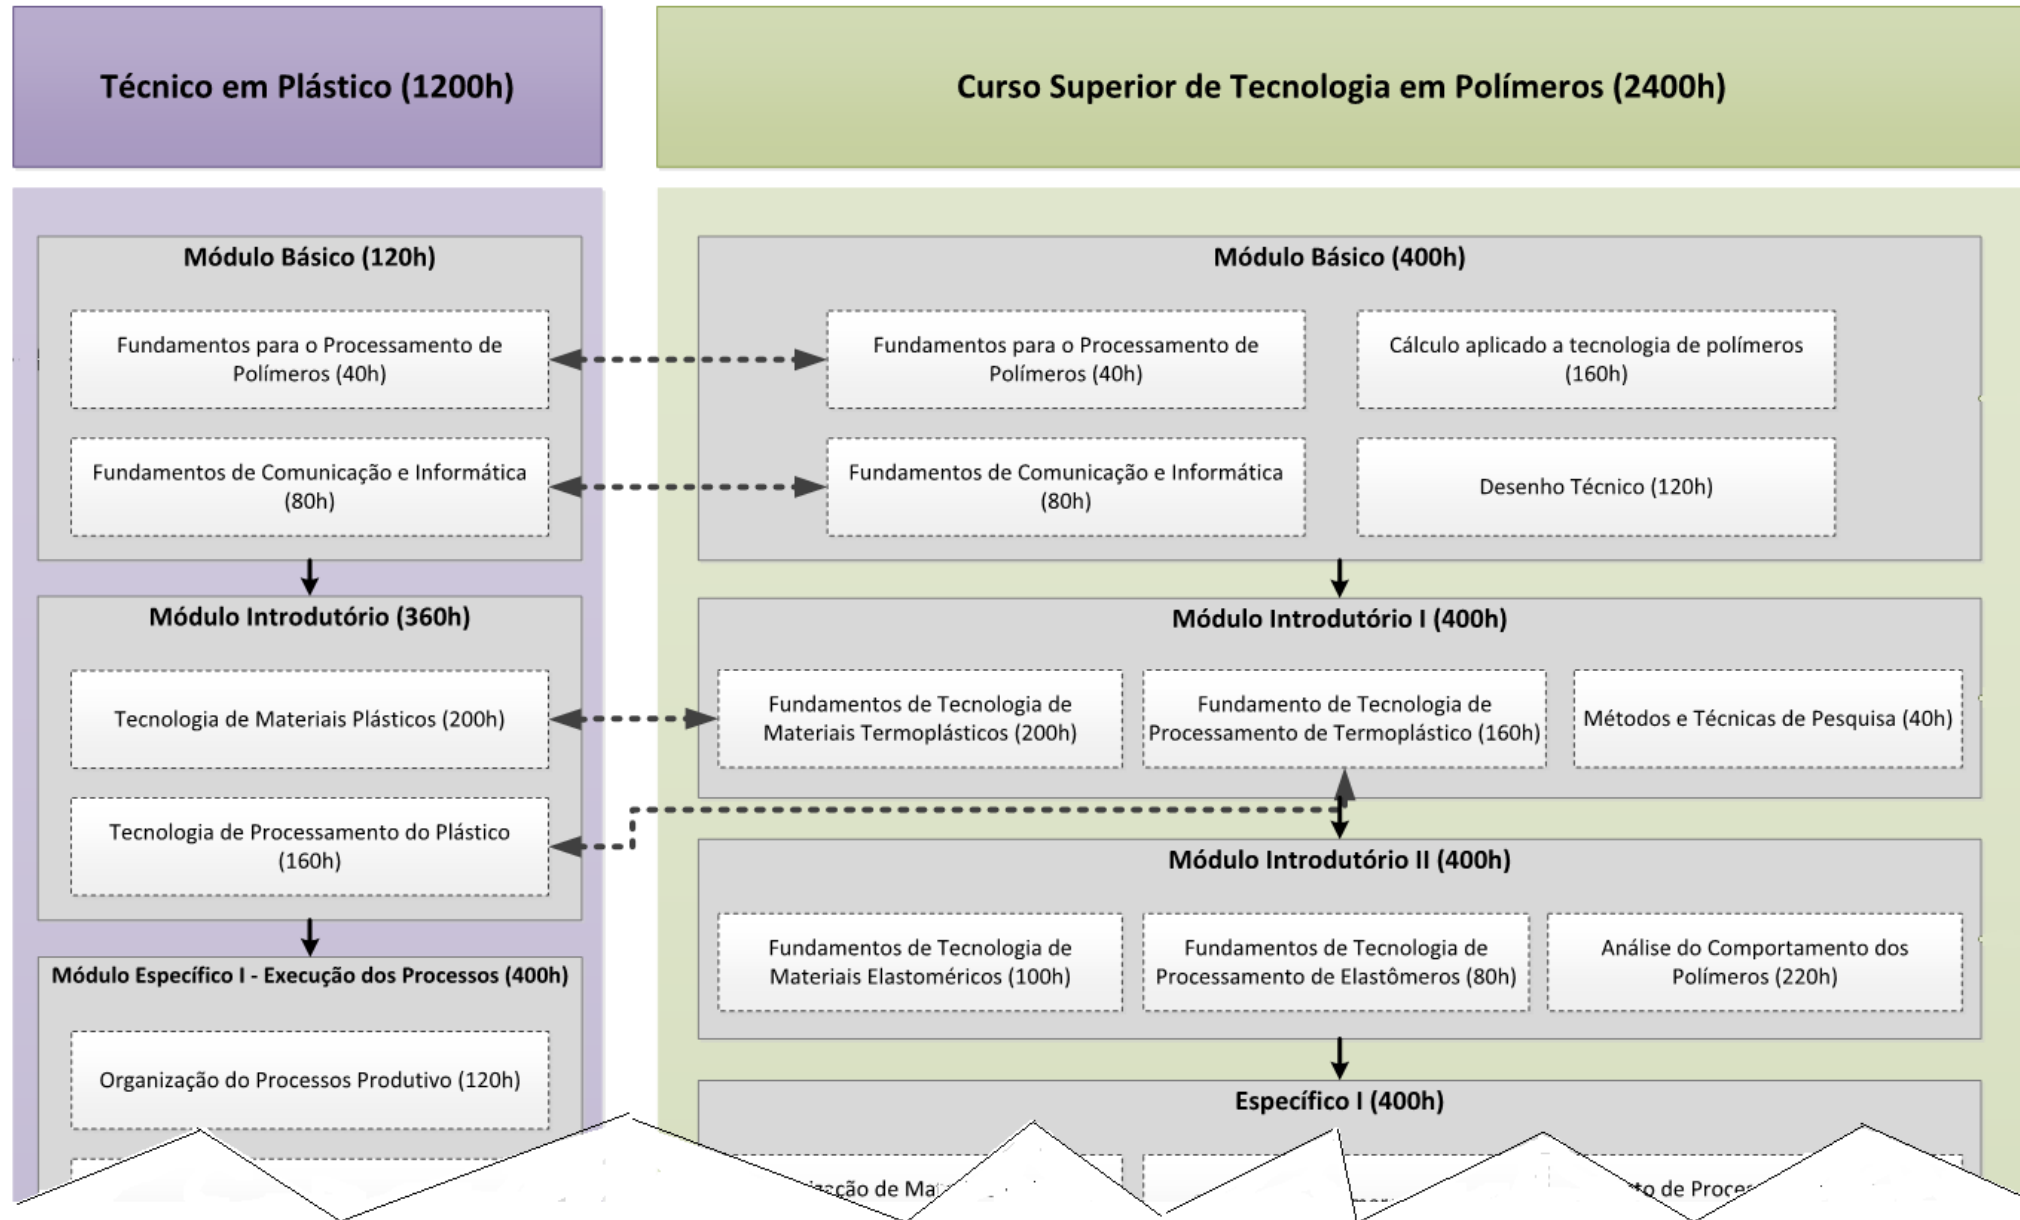 Técnico em Plástico (1200h)
Curso Superior de Tecnologia em Polímeros (2400h)
Módulo Básico (120h)
Fundamentos para o Processamento de
Polímeros (40h)
Fundamentos de Comunicação e Informática
(80h)
Módulo Introdutório (360h)
Tecnologia de Materiais Plásticos (200h)
Tecnologia de Processamento do Plástico
(160h)
Módulo Específico I - Execução dos Processos (400h)
Organização do Processos Produtivo (120h)
Módulo Básico (400h)
Fundamentos para o Processamento de
Polímeros (40h)
Cálculo aplicado a tecnologia de polímeros
(160h)
Fundamentos de Comunicação e Informática
(80h)
Desenho Técnico (120h)
Módulo Introdutório I (400h)
Fundamentos de Tecnologia de
Materiais Termoplásticos (200h)
Fundamento de Tecnologia de
Processamento de Termoplástico (160h)
Métodos e Técnicas de Pesquisa (40h)
Módulo Introdutório II (400h)
Fundamentos de Tecnologia de
Materiais Elastoméricos (100h)
Fundamentos de Tecnologia de
Processamento de Elastômeros (80h)
Análise do Comportamento dos
Polímeros (220h)
Específico I (400h)
de
de